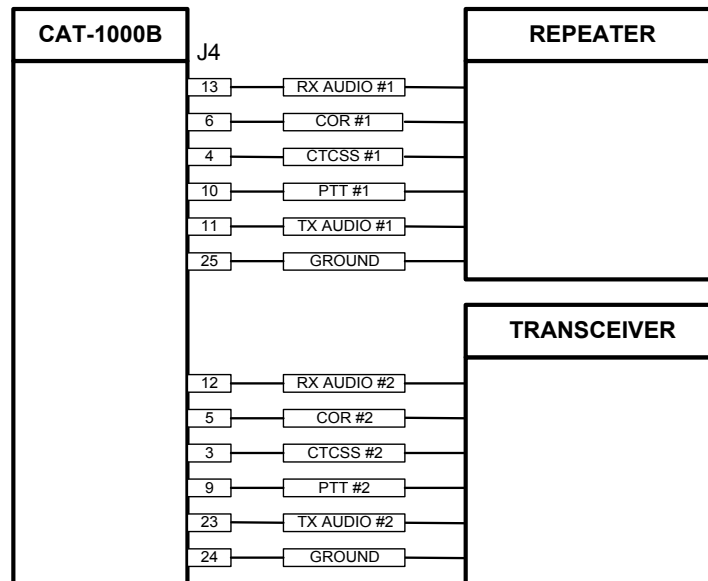 CAT-1000B
J4
REPEATER
13 RX AUDIO #1
6 COR #1
4 CTCSS #1
10 PTT #1
11 TX AUDIO #1
25 GROUND
TRANSCEIVER
12 RX AUDIO #2
5 COR #2
3 CTCSS #2
9 PTT #2
23 TX AUDIO #2
24 GROUND